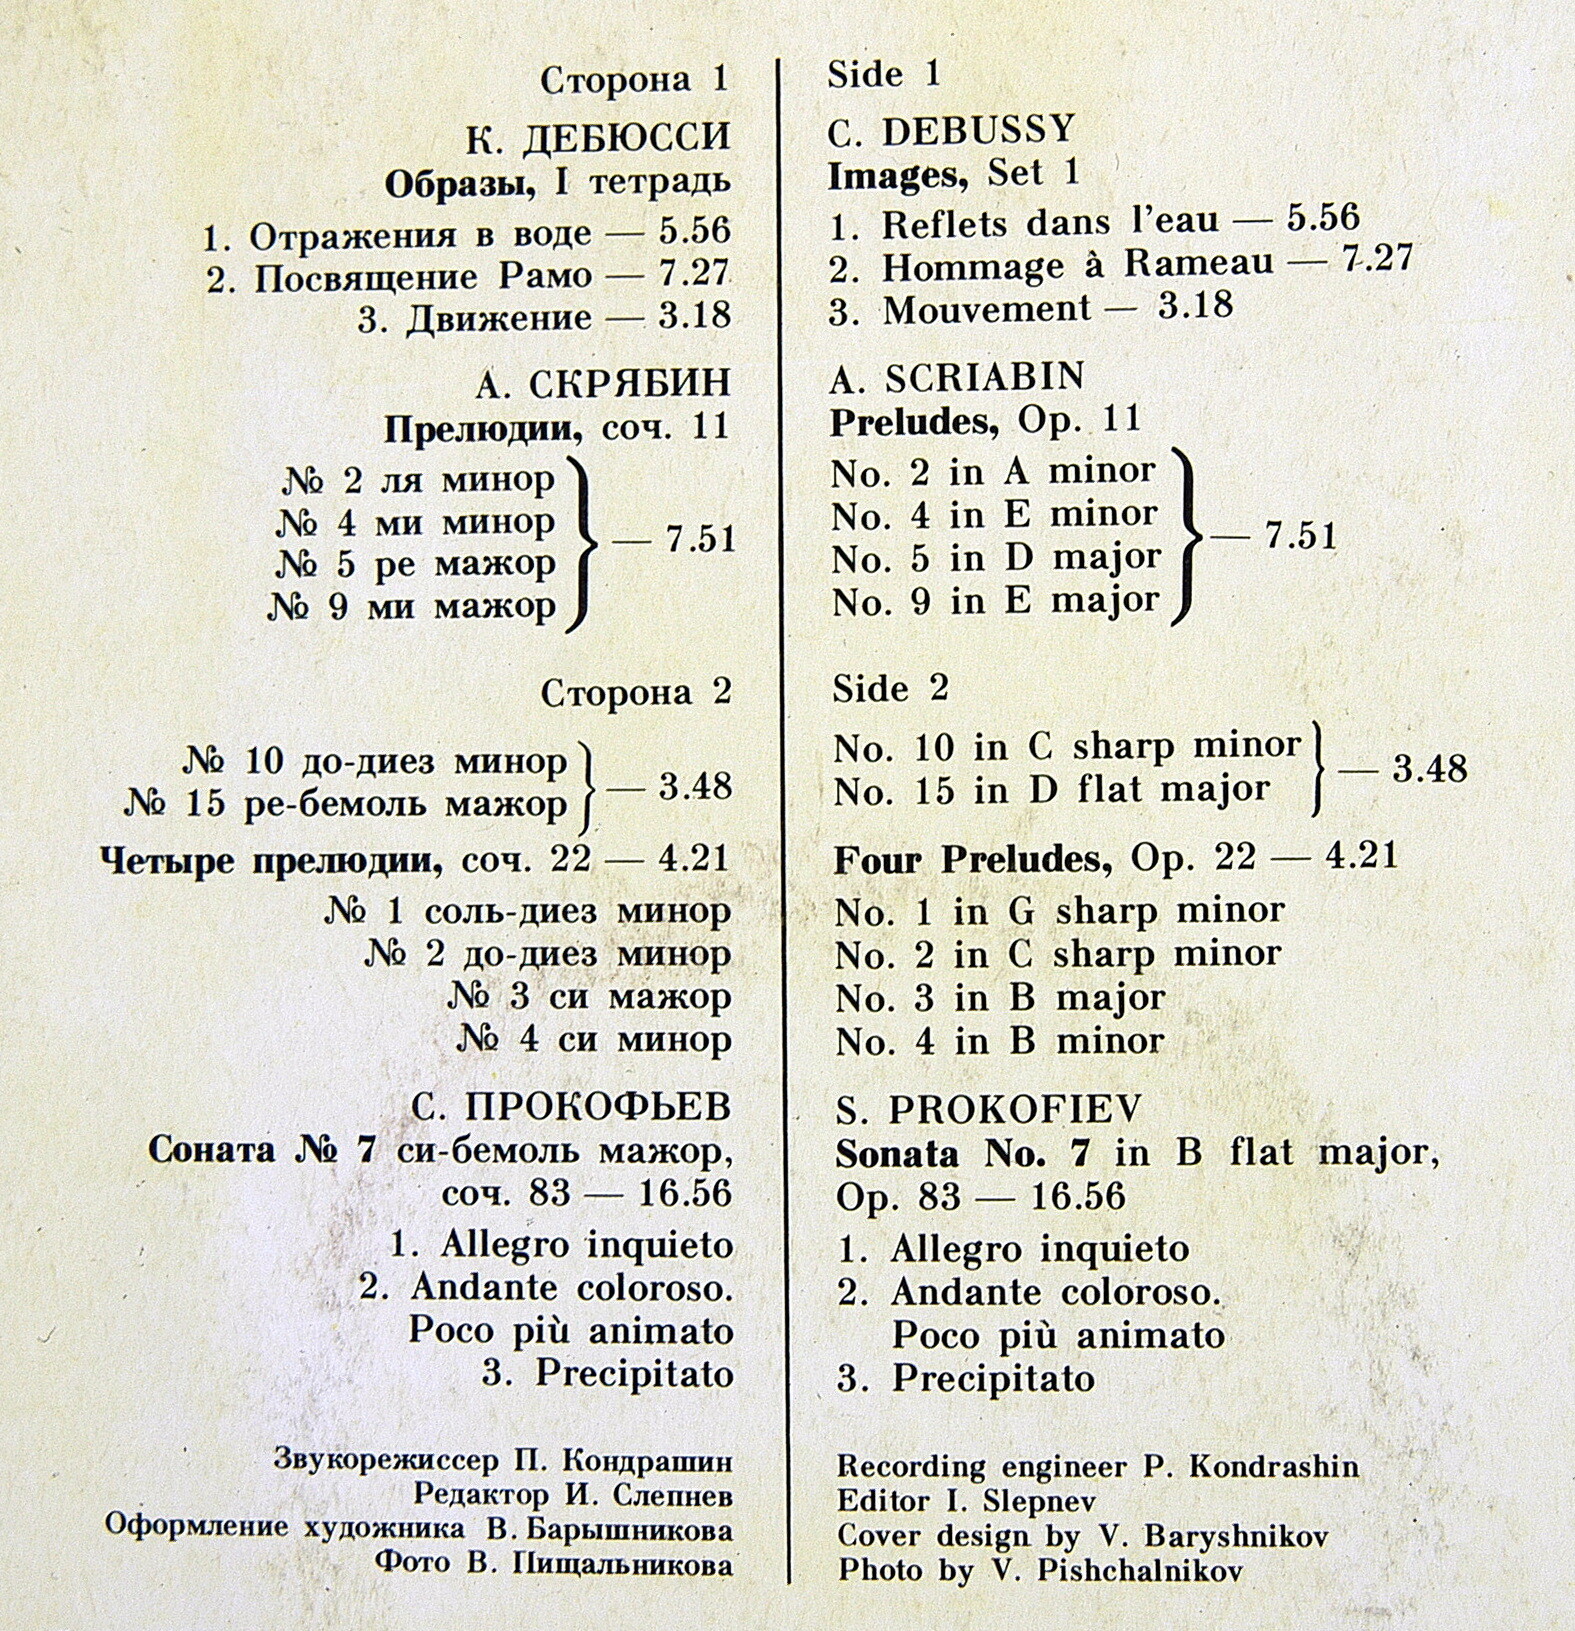 Сторона 1
К. ДЕБЮССИ
Образы, I тетрадь
1. Отражения в воде — 5.56
2. Посвящение Рамо — 7.27
3. Движение — 3.18
А. СКРЯБИН
Прелюдии, соч. 11
№ 2 ля минор
№ 4 ми минор
— 7.51
№ 5 ре мажор
№ 9 ми мажор
Сторона 2
№ 10 до-диез минор
— 3.48
№ 15 ре-бемоль мажор
Четыре прелюдии, соч. 22 — 4.21
№ 1 соль-диез минор
№ 2 до-диез минор
№ 3 си мажор
№ 4 си минор
С. ПРОКОФЬЕВ
Соната № 7 си-бемоль мажор,
соч. 83 — 16.56
1. Allegro inquieto
2. Andante coloroso.
Poco più animato
3. Precipitato
Звукорежиссер П. Кондрашин
Редактор И. Слепнев
Оформление художника В. Барышникова
Фото В. Пищальникова
Side 1
C. DEBUSSY
Images, Set 1
1. Reflets dans l'eau — 5.56
2. Hommage à Rameau — 7.27
3. Mouvement — 3.18
A. SCRIABIN
Preludes, Op. 11
No. 2 in A minor
No. 4 in E minor
— 7.51
No. 5 in D major
No. 9 in E major
Side 2
No. 10 in C sharp minor
— 3.48
No. 15 in D flat major
Four Preludes, Op. 22 — 4.21
No. 1 in G sharp minor
No. 2 in C sharp minor
No. 3 in B major
No. 4 in B minor
S. PROKOFIEV
Sonata No. 7 in B flat major,
Op. 83 — 16.56
1. Allegro inquieto
2. Andante coloroso.
Poco più animato
3. Precipitato
Recording engineer P. Kondrashin
Editor I. Slepnev
Cover design by V. Baryshnikov
Photo by V. Pishchalnikov